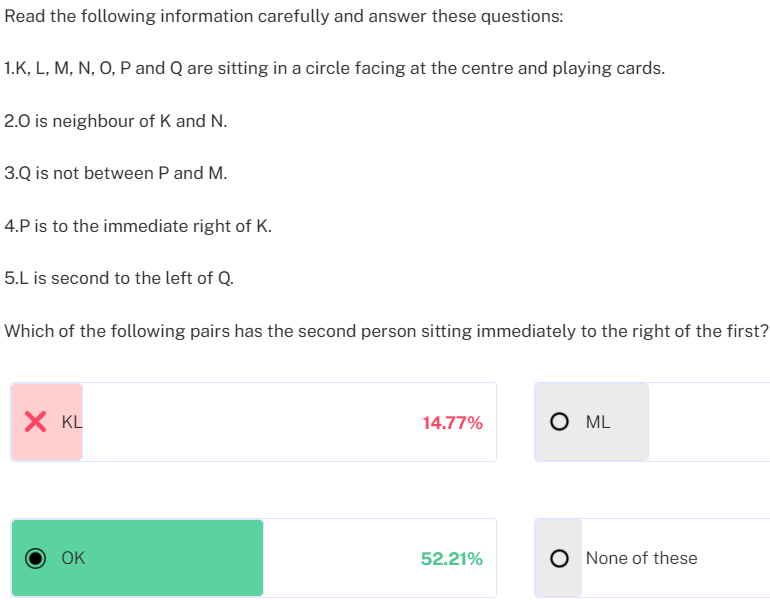 Read the following information carefully and answer these questions:
1.K, L, M, N, O, P and Q are sitting in a circle facing at the centre and playing cards.
2.O is neighbour of K and N.
3.Q is not between P and M.
4.P is to the immediate right of K.
5.L is second to the left of Q.
Which of the following pairs has the second person sitting immediately to the right of the first?
KL 14.77%
ML
OK 52.21%
None of these